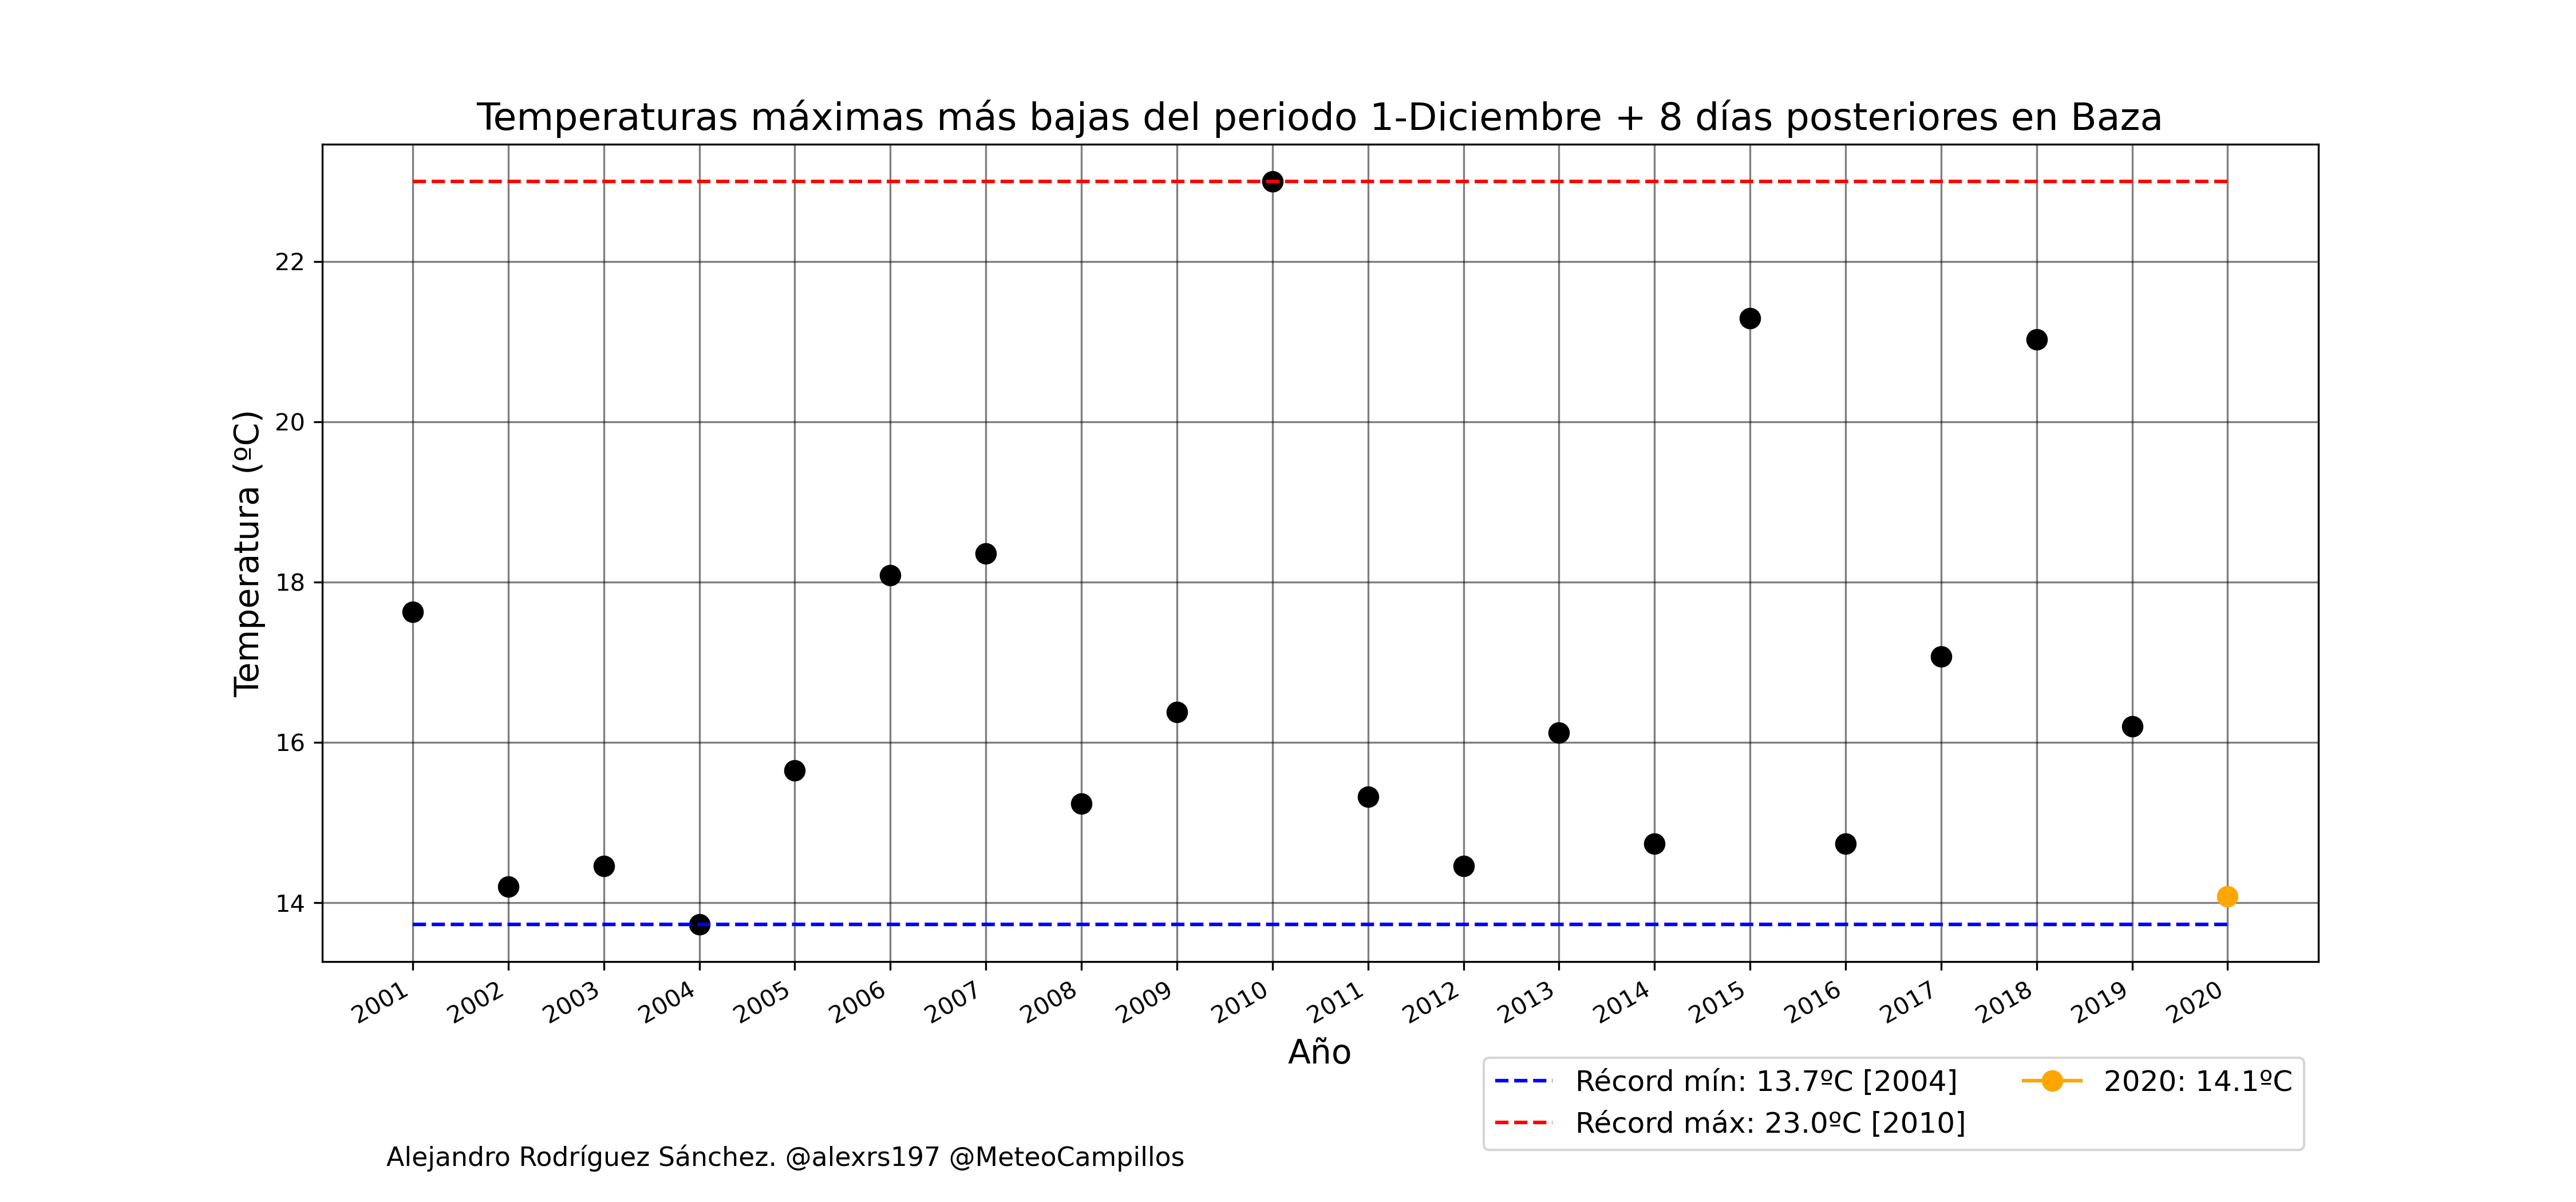 Temperaturas máximas más bajas del periodo 1-Diciembre + 8 días posteriores en Baza
Temperatura (ºC)
22
20
18
16
14
2001 2002 2003 2004 2005 2006 2007 2008 2009 2010 2011 2012 2013 2014 2015 2016 2017 2018 2019 2020
Año
Récord mín: 13.7ºC [2004]
Récord máx: 23.0ºC [2010]
2020: 14.1ºC
Alejandro Rodríguez Sánchez. @alexrs197 @MeteoCampillos